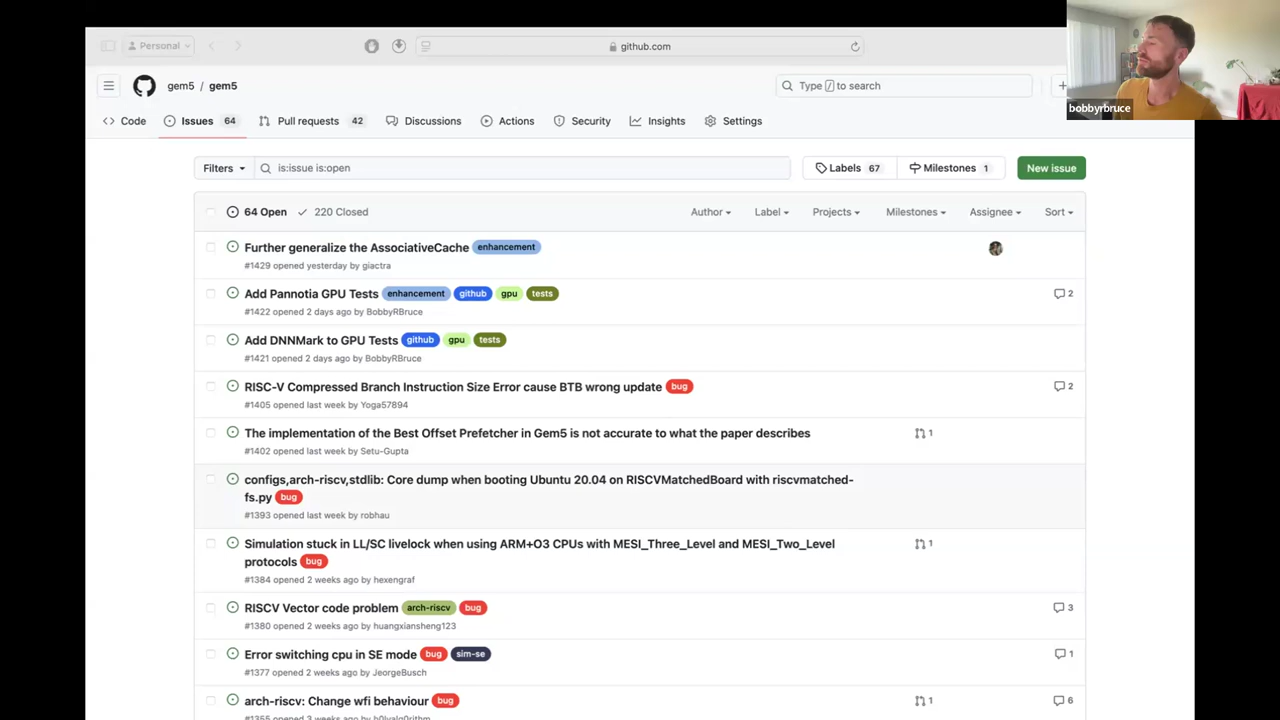 Personal
github.com
gem5 / gem5
Type / to search
bobbyrbruce
Code
Issues 64
Pull requests 42
Discussions
Actions
Security
Insights
Settings
Filters
is:issue is:open
Labels 67
Milestones 1
New issue
64 Open
220 Closed
Author
Label
Projects
Milestones
Assignee
Sort
Further generalize the AssociativeCache enhancement
#1429 opened yesterday by giactra
Add Pannotia GPU Tests enhancement github gpu tests
2
#1422 opened 2 days ago by BobbyRBruce
Add DNNMark to GPU Tests github gpu tests
#1421 opened 2 days ago by BobbyRBruce
RISC-V Compressed Branch Instruction Size Error cause BTB wrong update bug
2
#1405 opened last week by Yoga57894
The implementation of the Best Offset Prefetcher in Gem5 is not accurate to what the paper describes
1
#1402 opened last week by Setu-Gupta
configs,arch-riscv,stdlib: Core dump when booting Ubuntu 20.04 on RISCVMatchedBoard with riscvmatched-
fs.py bug
#1393 opened last week by robhau
Simulation stuck in LL/SC livelock when using ARM+O3 CPUs with MESI_Three_Level and MESI_Two_Level
1
protocols bug
#1384 opened 2 weeks ago by hexengraf
RISCV Vector code problem arch-riscv bug
3
#1380 opened 2 weeks ago by huangxiansheng123
Error switching cpu in SE mode bug sim-se
1
#1377 opened 2 weeks ago by JeorgeBusch
arch-riscv: Change wfi behaviour bug
1
6
#1355 opened 3 weeks ago by